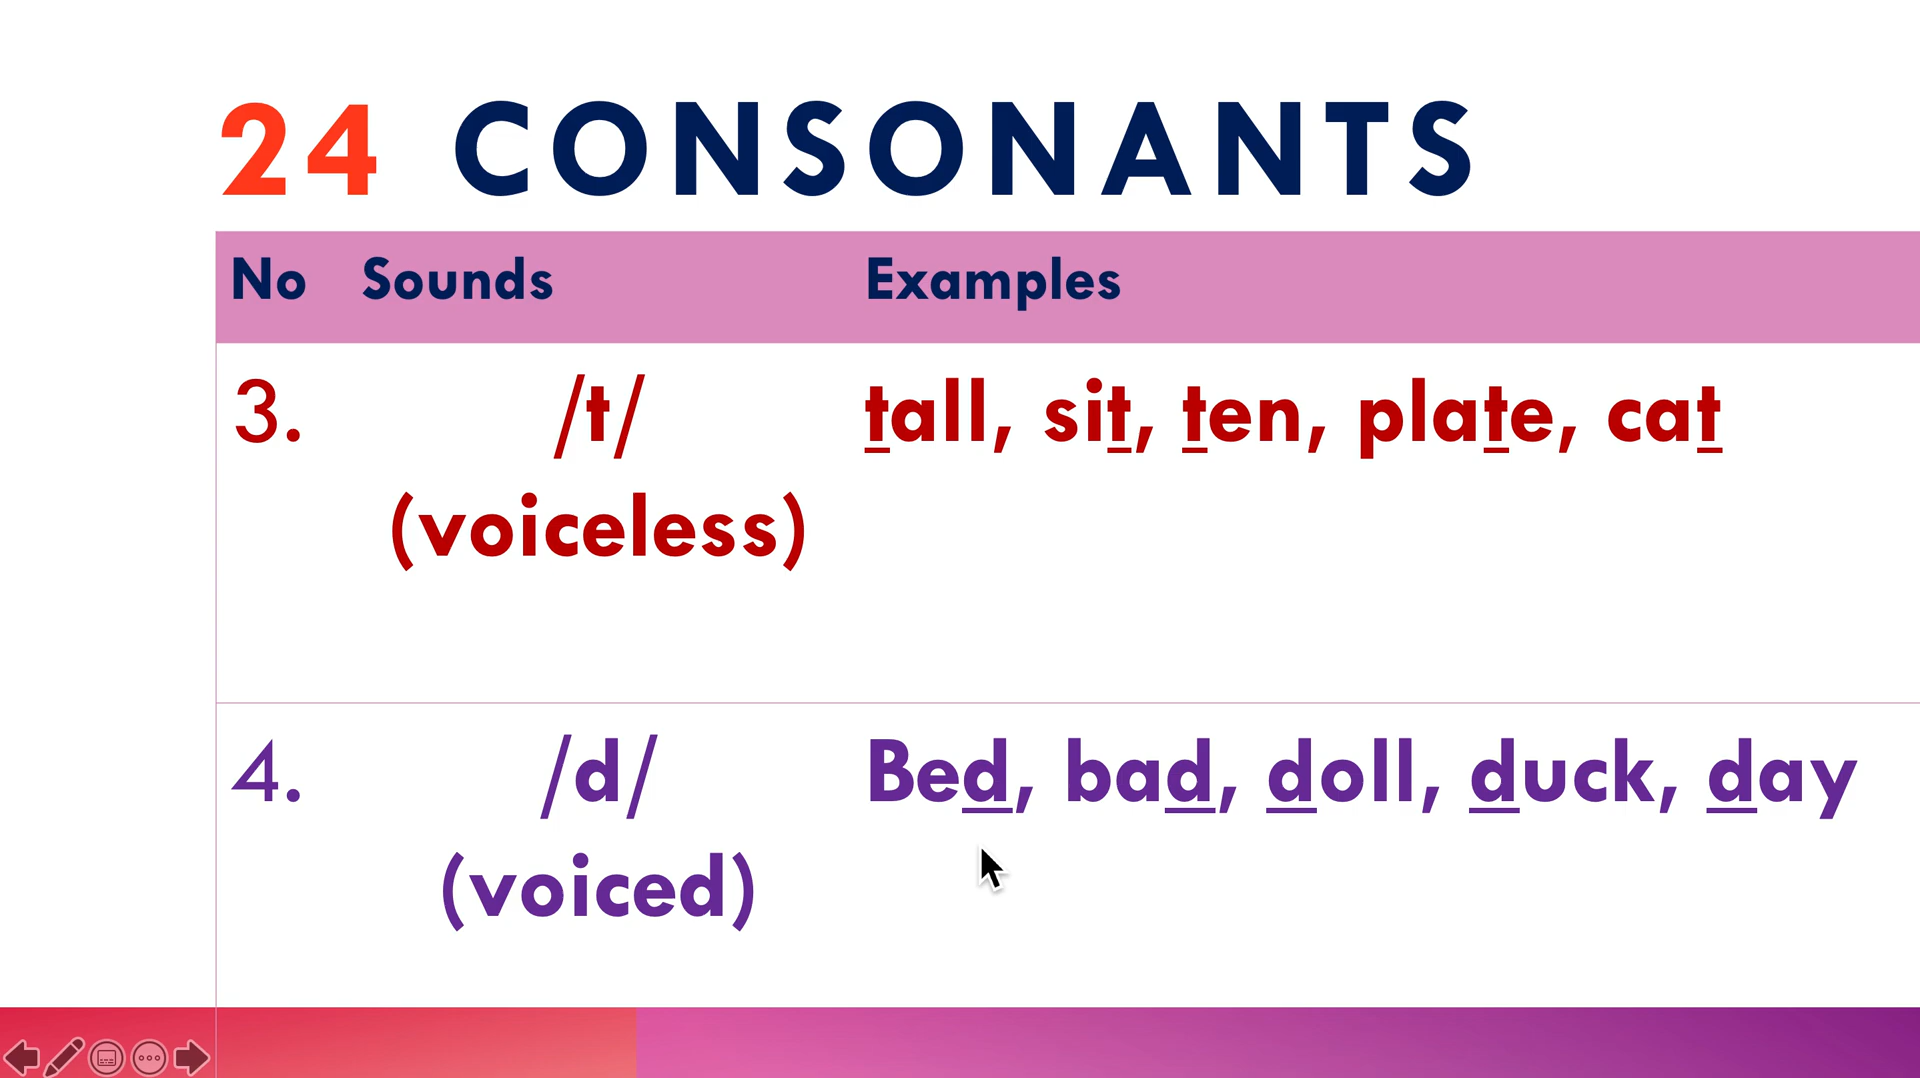 24 CONSONANTS
No Sounds Examples
3. /t/ tall, sit, ten, plate, cat
(voiceless)
4. /d/ Bed, bad, doll, duck, day
(voiced)